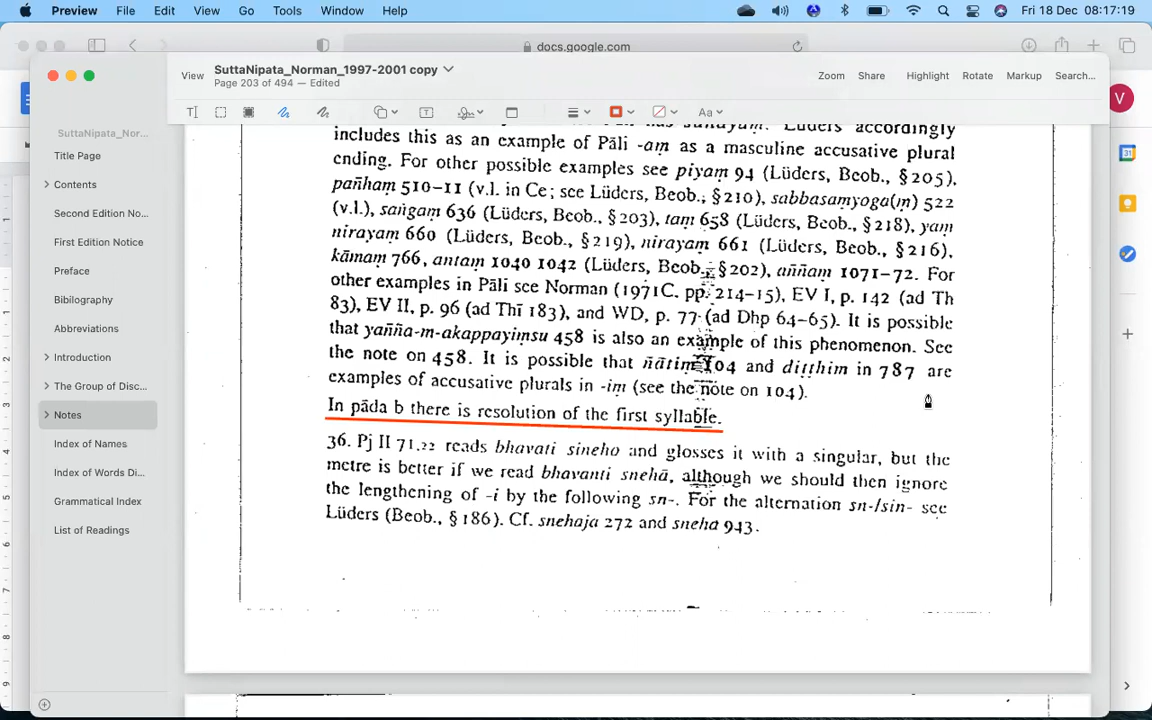 Preview File Edit View Go Tools Window Help Fri 18 Dec 08:17:19
docs.google.com
SuttaNipata_Norman_1997-2001 copy
Page 203 of 494 — Edited
View Zoom Share Highlight Rotate Markup Search...
Aa
SuttaNipata_Nor...
Title Page
Contents
Second Edition No...
First Edition Notice
Preface
Bibilography
Abbreviations
Introduction
The Group of Disc...
Notes
Index of Names
Index of Words Di...
Grammatical Index
List of Readings
V
31
includes this as an example of Pāli -aṃ as a masculine accusative plural
ending. For other possible examples see piyaṃ 94 (Lüders, Beob., § 205),
pañhaṃ 510–11 (v.l. in Ce; see Lüders, Beob., § 210), sabbasaṃyoga(ṃ) 522
(v.l.), saṅgaṃ 636 (Lüders, Beob., § 203), taṃ 658 (Lüders, Beob., § 218), yaṃ
nirayaṃ 660 (Lüders, Beob., § 219), nirayaṃ 661 (Lüders, Beob., § 216),
kāmaṃ 766, antaṃ 1040 1042 (Lüders, Beob., § 202), aññaṃ 1071–72. For
other examples in Pāli see Norman (1971C. pp. 214–15), EV I, p. 142 (ad Th
83), EV II, p. 96 (ad Thī 183), and WD, p. 77 (ad Dhp 64–65). It is possible
that yañña-m-akappayiṃsu 458 is also an example of this phenomenon. See
the note on 458. It is possible that ñātiṃ 104 and diṭṭhim in 787 are
examples of accusative plurals in -iṃ (see the note on 104).
In pāda b there is resolution of the first syllable.
36. Pj II 71,22 reads bhavati sineho and glosses it with a singular, but the
metre is better if we read bhavanti snehā, although we should then ignore
the lengthening of -i by the following sn-. For the alternation sn-/sin- see
Lüders (Beob., § 186). Cf. snehaja 272 and sneha 943.